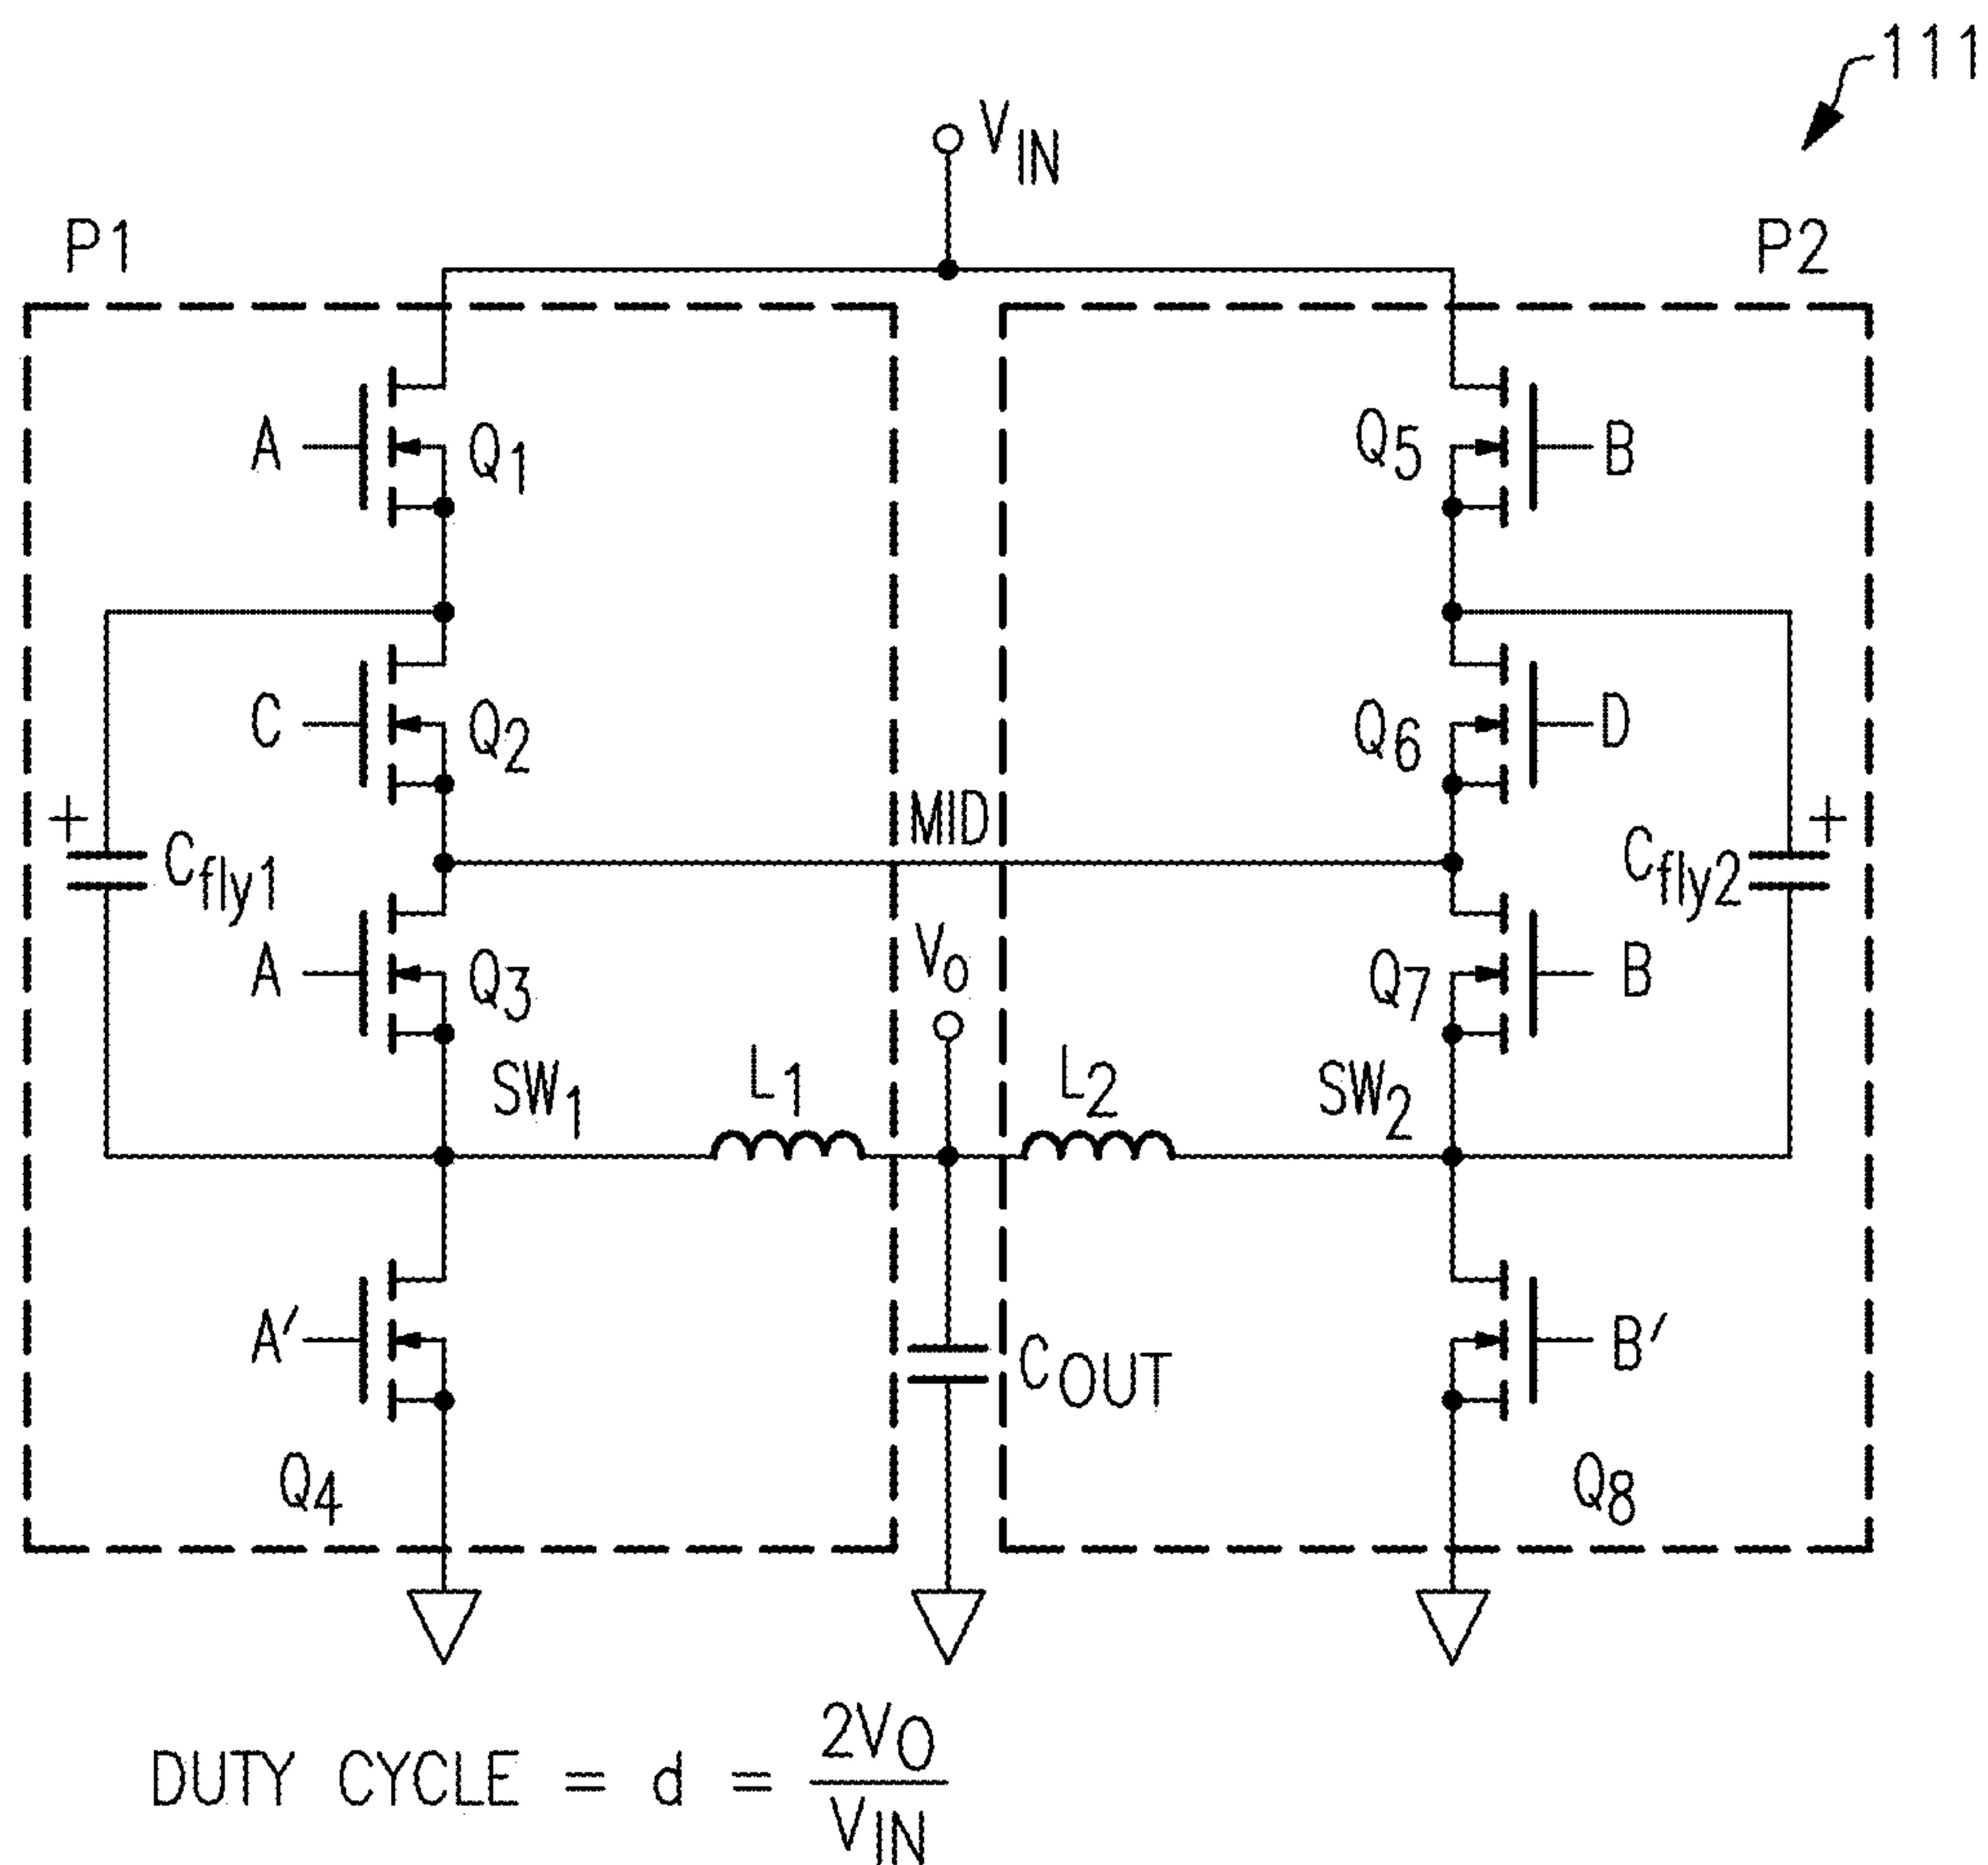 111
V_IN
P1
P2
A
Q1
Q5
B
C
Q2
Q6
D
MID
+
Cfly1
Cfly2
+
A
Q3
VO
Q7
B
SW1
L1
L2
SW2
A′
COUT
B′
Q4
Q8
DUTY CYCLE = d = 2VO / VIN